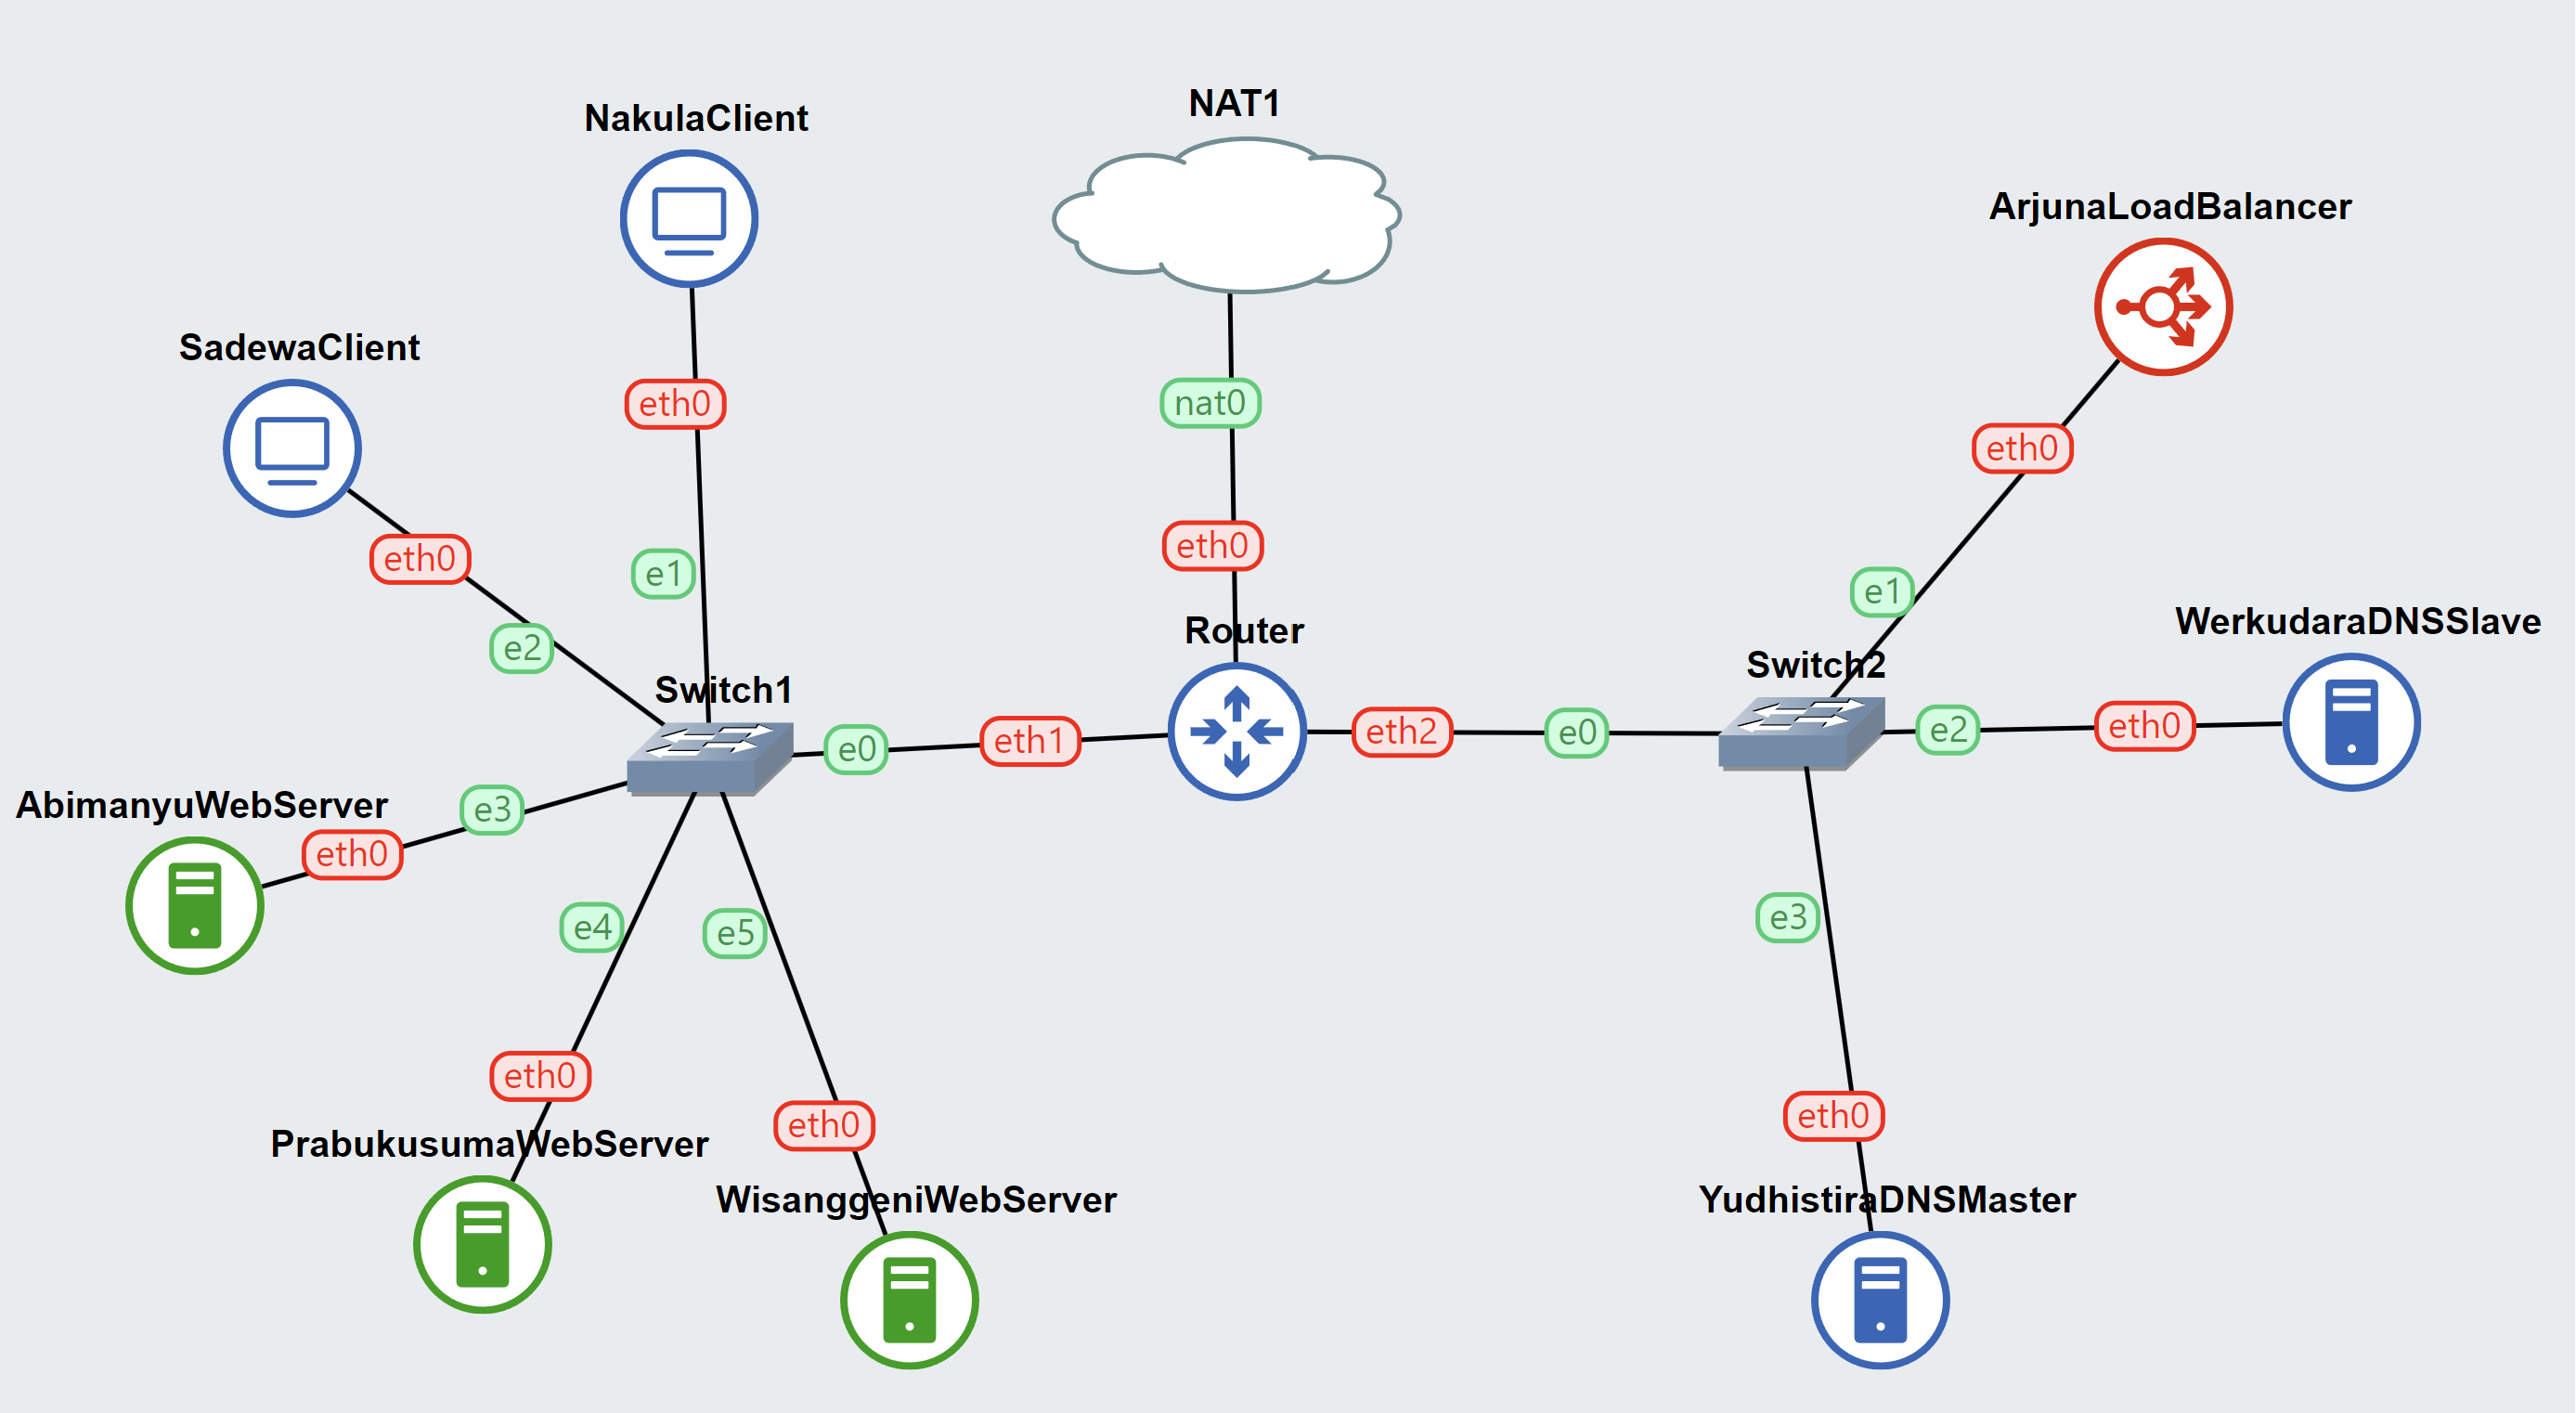 NAT1
NakulaClient
ArjunaLoadBalancer
SadewaClient
eth0
nat0
eth0
eth0
eth0
e1
e1
Router
WerkudaraDNSSlave
e2
Switch1
Switch2
e0
eth1
eth2
e0
e2
eth0
AbimanyuWebServer
e3
eth0
e4
e5
e3
eth0
eth0
eth0
PrabukusumaWebServer
WisanggeniWebServer
YudhistiraDNSMaster